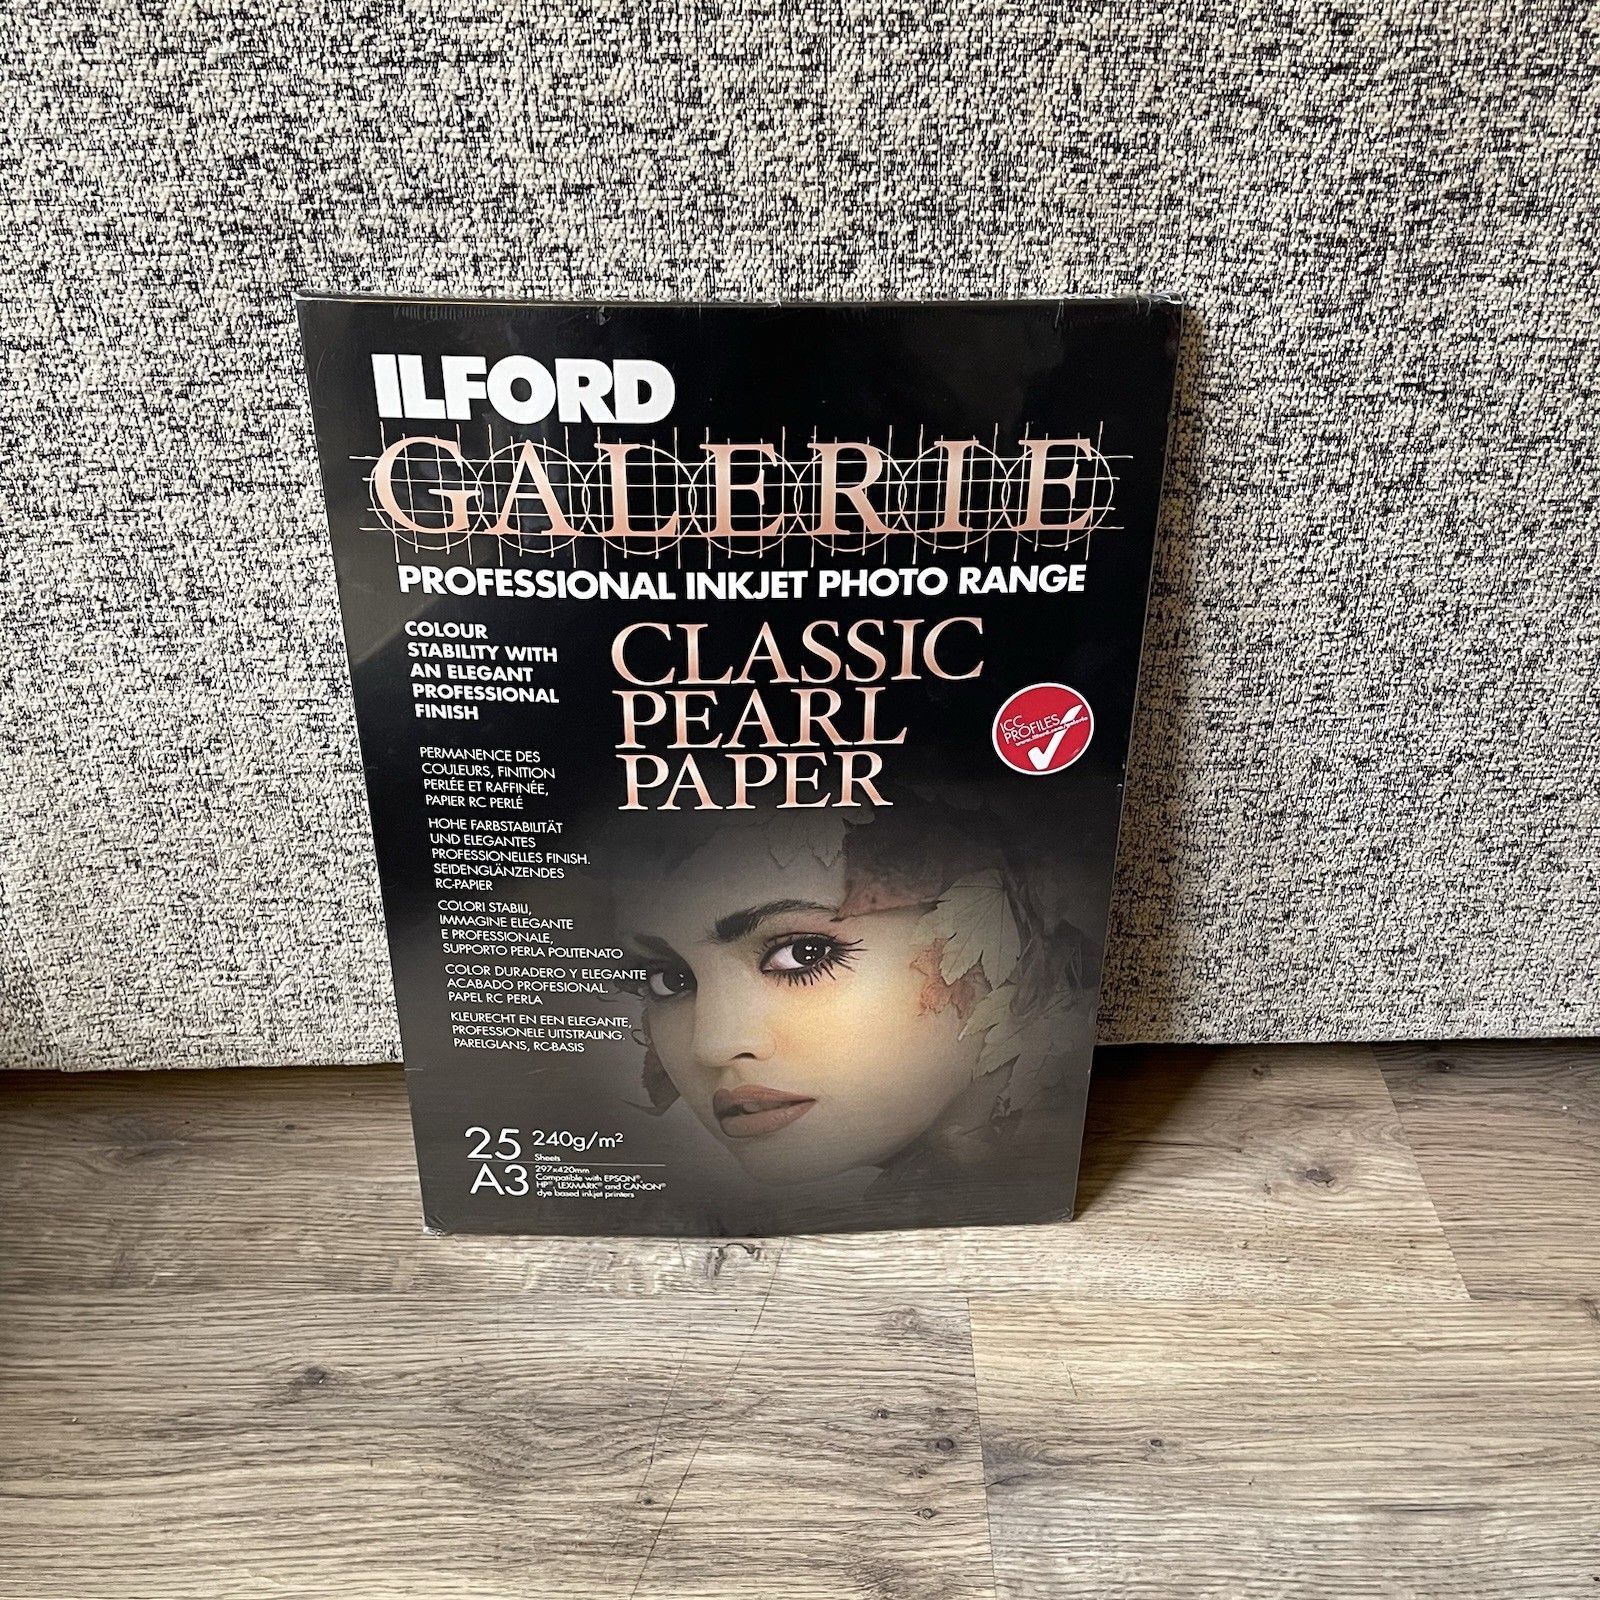 ILFORD
GALERIE
PROFESSIONAL INKJET PHOTO RANGE
COLOUR
STABILITY WITH
AN ELEGANT
PROFESSIONAL
FINISH
CLASSIC
PEARL
PAPER
ICC
PROFILES
www.ilford.com/galerie
PERMANENCE DES
COULEURS, FINITION
PERLÉE ET RAFFINÉE,
PAPIER RC PERLÉ
HOHE FARBSTABILITÄT
UND ELEGANTES
PROFESSIONELLES FINISH.
SEIDENGLÄNZENDES
RC-PAPIER
COLORI STABILI,
IMMAGINE ELEGANTE
E PROFESSIONALE,
SUPPORTO PERLA POLITENATO
COLOR DURADERO Y ELEGANTE
ACABADO PROFESIONAL.
PAPEL RC PERLA
KLEURECHT EN EEN ELEGANTE,
PROFESSIONELE UITSTRALING.
PARELGLANS, RC-BASIS
25 240g/m²
Sheets
A3 297x420mm
Compatible with EPSON®,
HP®, LEXMARK® and CANON®
dye based inkjet printers